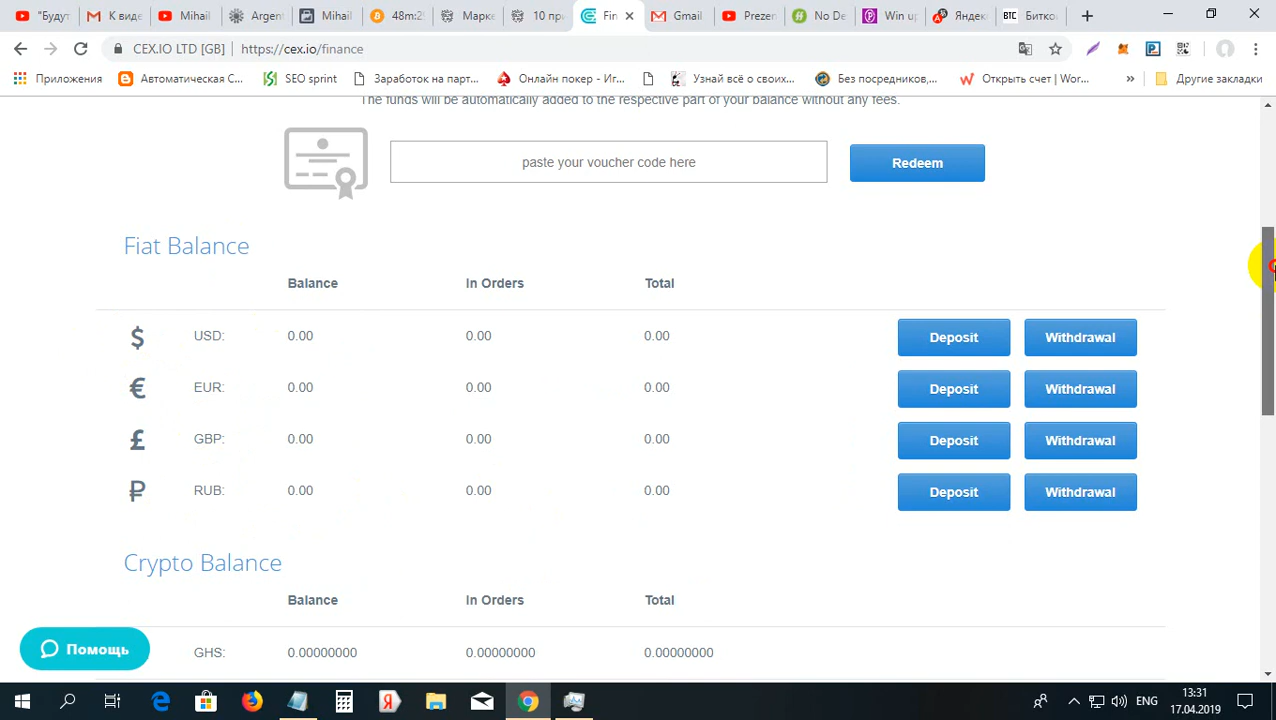 "Будут
К виде
Mihail
Argent
Mihail
48m:2
Марке
10 при
Fin
Gmail
Prezen
No De
Win up
Яндек
Битко
CEX.IO LTD [GB]
https://cex.io/finance
Приложения
Автоматическая С...
SEO sprint
Заработок на парт...
Онлайн покер - Иг...
Узнай всё о своих...
Без посредников,...
Открыть счет | Wor...
»
Другие закладки
The funds will be automatically added to the respective part of your balance without any fees.
paste your voucher code here
Redeem
Fiat Balance
Balance In Orders Total
$ USD: 0.00 0.00 0.00 Deposit Withdrawal
€ EUR: 0.00 0.00 0.00 Deposit Withdrawal
£ GBP: 0.00 0.00 0.00 Deposit Withdrawal
₽ RUB: 0.00 0.00 0.00 Deposit Withdrawal
Crypto Balance
Balance In Orders Total
GHS: 0.00000000 0.00000000 0.00000000
Помощь
ENG
13:31
17.04.2019